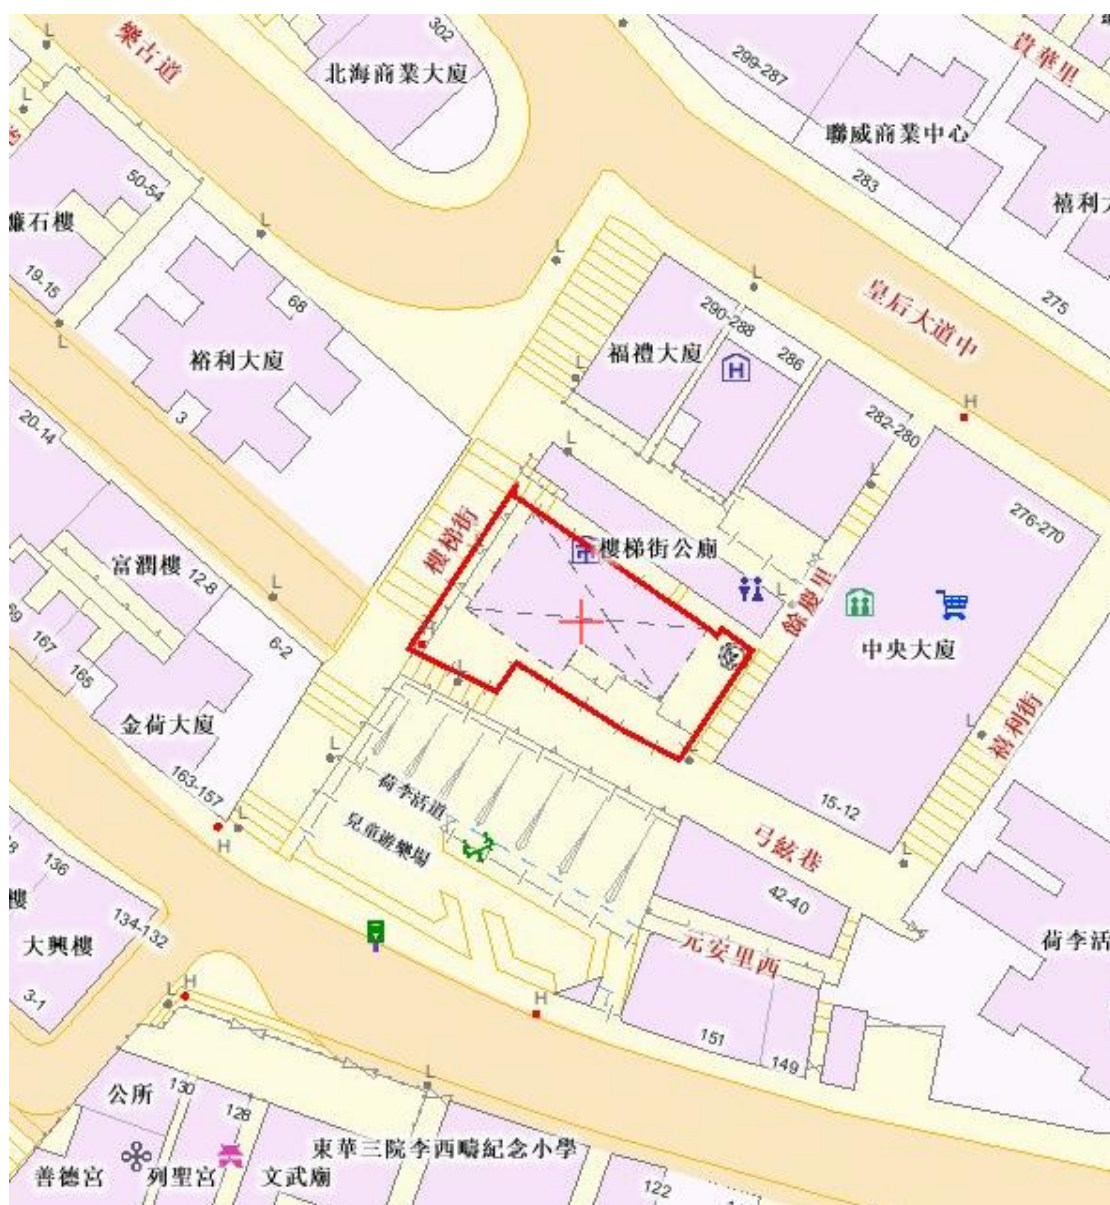 302
樂古道
L
北海商業大廈
299-287
貴華里
聯威商業中心
283
50-54
禧利
石樓
19-15
68
L
275
皇后大道中
290-288
福禮大廈
286
H
裕利大廈
3
20-14
282-280
H
276-270
樓梯街
樓梯街公廁
富潤樓
12-8
餘慶里
中央大廈
69
167
165
6-2
金荷大廈
禧利街
163-157
荷李活道
兒童遊樂場
15-12
弓絃巷
H
136
樓
134-132
大興樓
3-1
42-40
元安里西
荷李活
L
H
H
151
149
公所
130
128
L
善德宮
列聖宮
文武廟
東華三院李西疇紀念小學
122